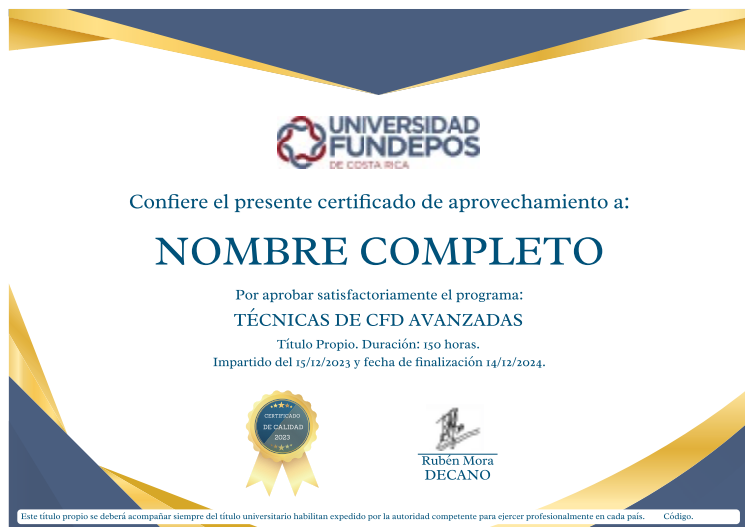 UNIVERSIDAD
FUNDEPOS
DE COSTA RICA
Confiere el presente certificado de aprovechamiento a:
NOMBRE COMPLETO
Por aprobar satisfactoriamente el programa:
TÉCNICAS DE CFD AVANZADAS
Título Propio. Duración: 150 horas.
Impartido del 15/12/2023 y fecha de finalización 14/12/2024.
CERTIFICADO
DE CALIDAD
2023
Rubén Mora
DECANO
Este título propio se deberá acompañar siempre del título universitario habilitan expedido por la autoridad competente para ejercer profesionalmente en cada país. Código.